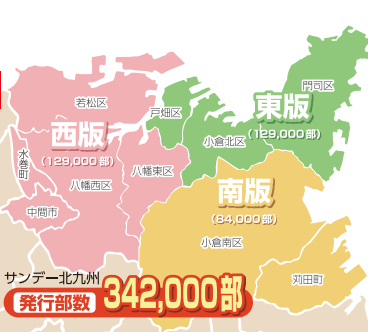 門司区
若松区
東版
(129,000部)
戸畑区
小倉北区
西版
(129,000部)
水巻町
八幡東区
八幡西区
南版
(84,000部)
中間市
小倉南区
苅田町
サンデー北九州
発行部数
342,000部